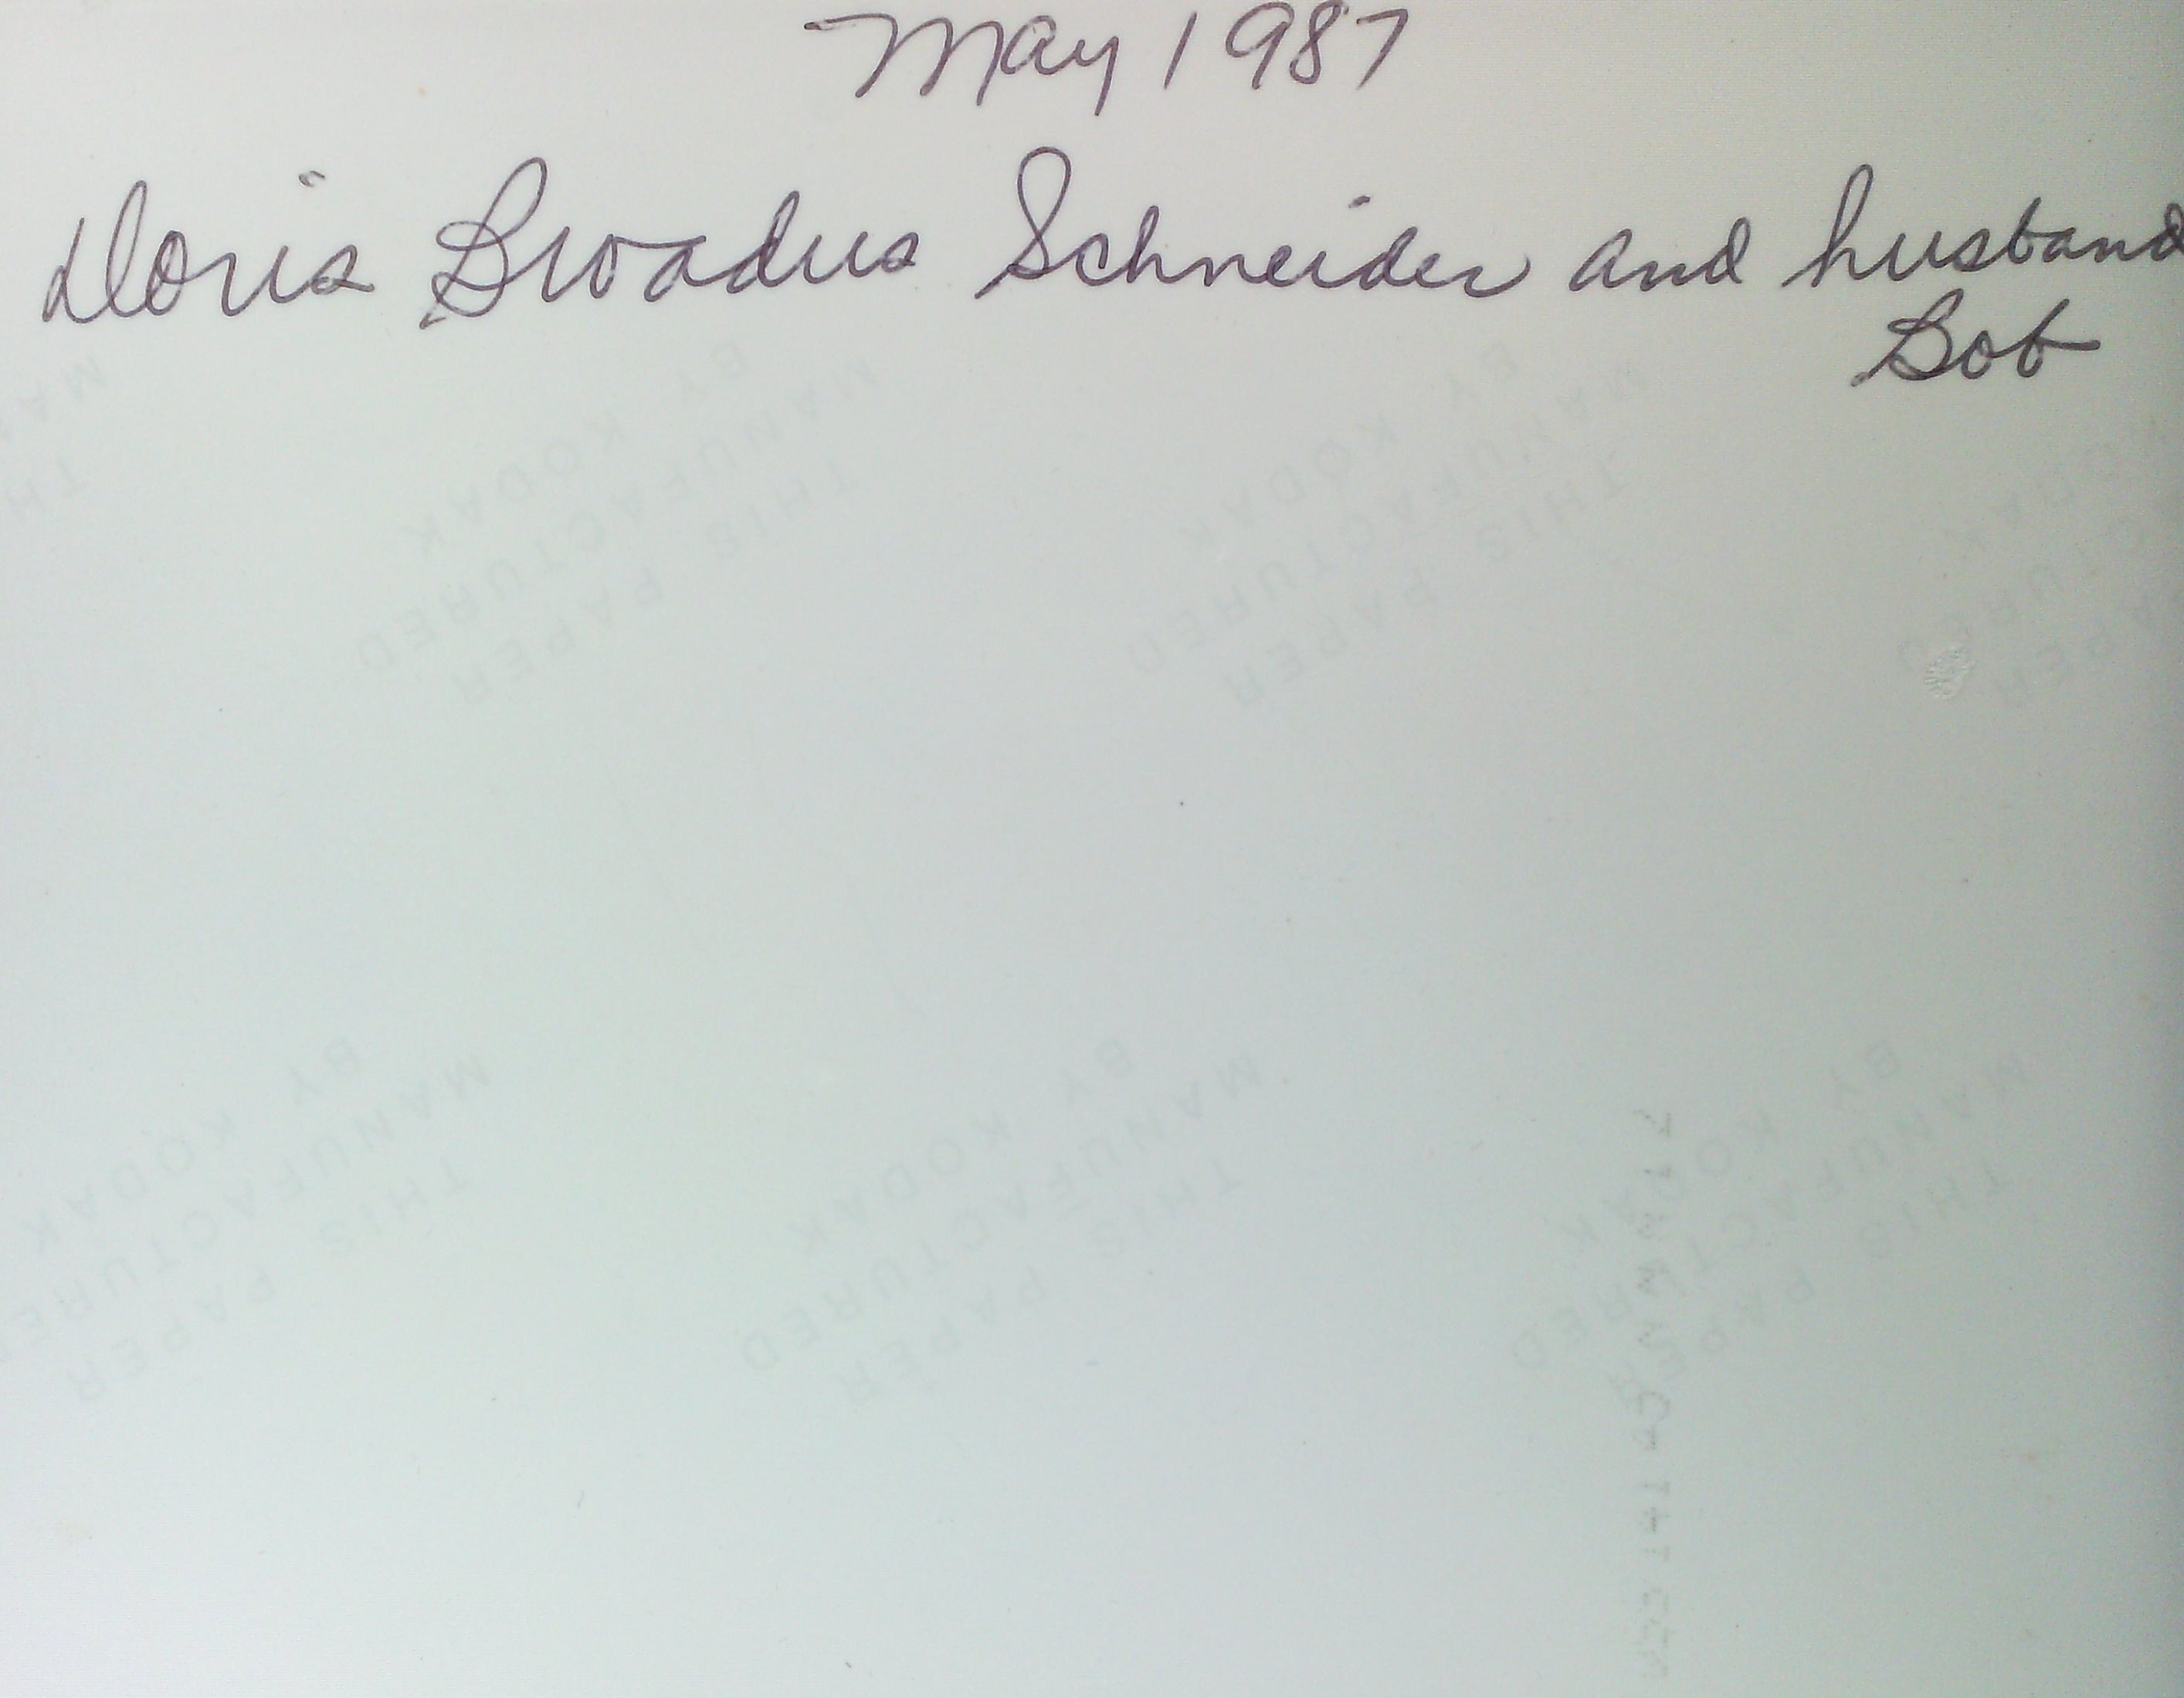 May 1987
Doris Broadus Schneider and husband
Bob
BY
KODAK
MANUFACTURED
THIS PAPER
BY
KODAK
MANUFACTURED
THIS PAPER
BY
KODAK
MANUFACTURED
THIS PAPER
BY
KODAK
MANUFACTURED
THIS PAPER
BY
KODAK
MANUFACTURED
THIS PAPER